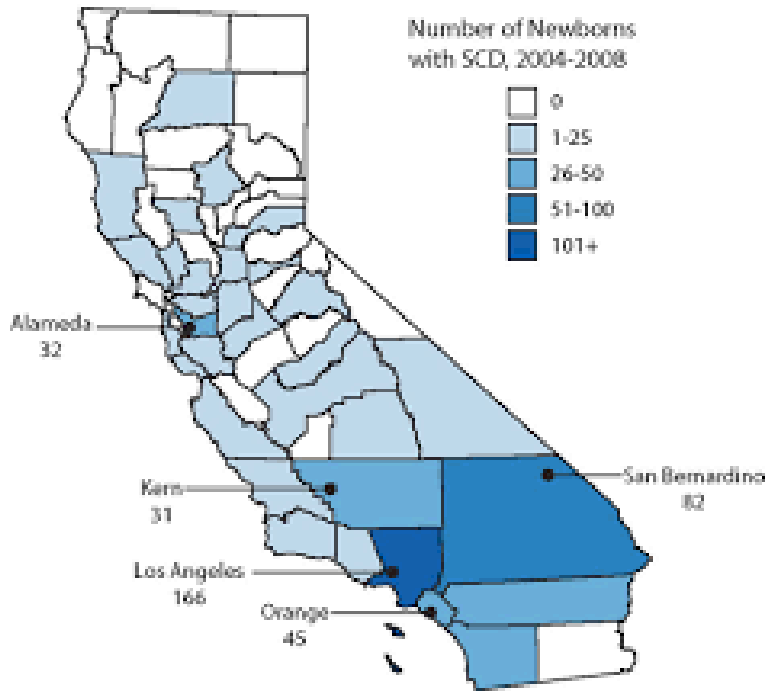 Number of Newborns
with SCD, 2004-2008
0
1-25
26-50
51-100
101+
Alameda
32
Kern
31
San Bernardino
82
Los Angeles
166
Orange
45